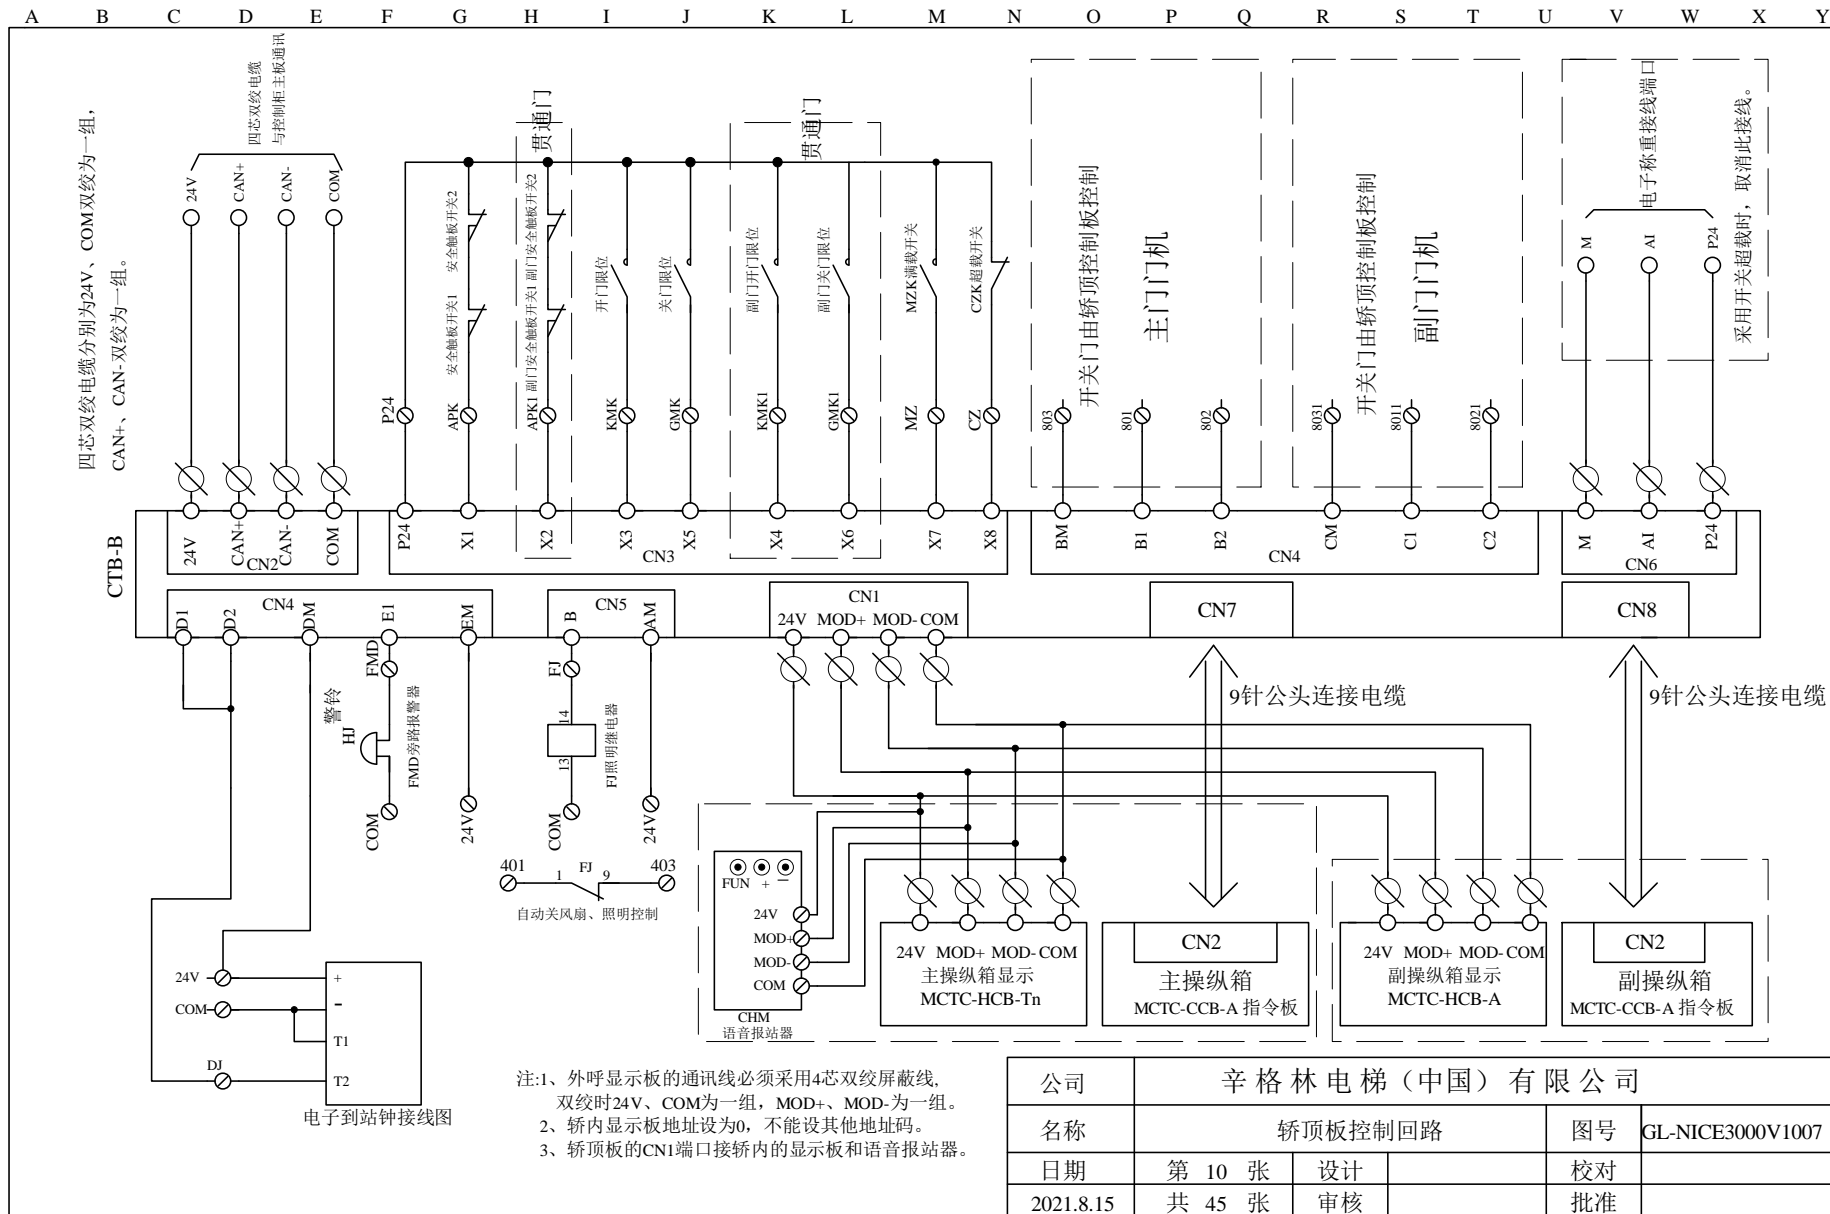 A B C D E F G H I J K L M N O P Q R S T U V W X Y
四芯双绞电缆分别为24V、COM双绞为一组，
CAN+、CAN-双绞为一组。
四芯双绞电缆
与控制柜主板通讯
24V
CAN+
CAN-
COM
贯通门
贯通门
安全触板开关2
安全触板开关1
副门安全触板开关2
副门安全触板开关1
开门限位
关门限位
副门开门限位
副门关门限位
MZK满载开关
CZK超载开关
P24
APK
APK1
KMK
GMK
KMK1
GMK1
MZ
CZ
开关门由轿顶控制板控制
主门门机
803
801
802
开关门由轿顶控制板控制
副门门机
8031
8011
8021
电子称重接线端口
采用开关超载时，取消此接线。
M
AI
P24
CTB-B
24V
CAN+
CAN-
COM
CN2
P24
X1
X2
X3
X5
X4
X6
X7
X8
CN3
BM
B1
B2
CM
C1
C2
CN4
M
AI
P24
CN6
CN4
D1
D2
DM
E1
EM
CN5
B
AM
CN1
24V MOD+ MOD- COM
CN7
CN8
FMD
警铃
HJ
FMD旁路报警器
COM
24V
FJ
14
13
FJ照明继电器
COM
24V
9针公头连接电缆
9针公头连接电缆
401
1
FJ
9
403
自动关风扇、照明控制
FUN + −
24V
MOD+
MOD-
COM
CHM
语音报站器
24V MOD+ MOD- COM
主操纵箱显示
MCTC-HCB-Tn
CN2
主操纵箱
MCTC-CCB-A 指令板
24V MOD+ MOD- COM
副操纵箱显示
MCTC-HCB-A
CN2
副操纵箱
MCTC-CCB-A 指令板
24V
+
COM
−
T1
DJ
T2
电子到站钟接线图
注:1、外呼显示板的通讯线必须采用4芯双绞屏蔽线,
双绞时24V、COM为一组，MOD+、MOD-为一组。
2、轿内显示板地址设为0，不能设其他地址码。
3、轿顶板的CN1端口接轿内的显示板和语音报站器。
公司 辛格林电梯（中国）有限公司
名称 轿顶板控制回路 图号 GL-NICE3000V1007
日期 第 10 张 设计 校对
2021.8.15 共 45 张 审核 批准